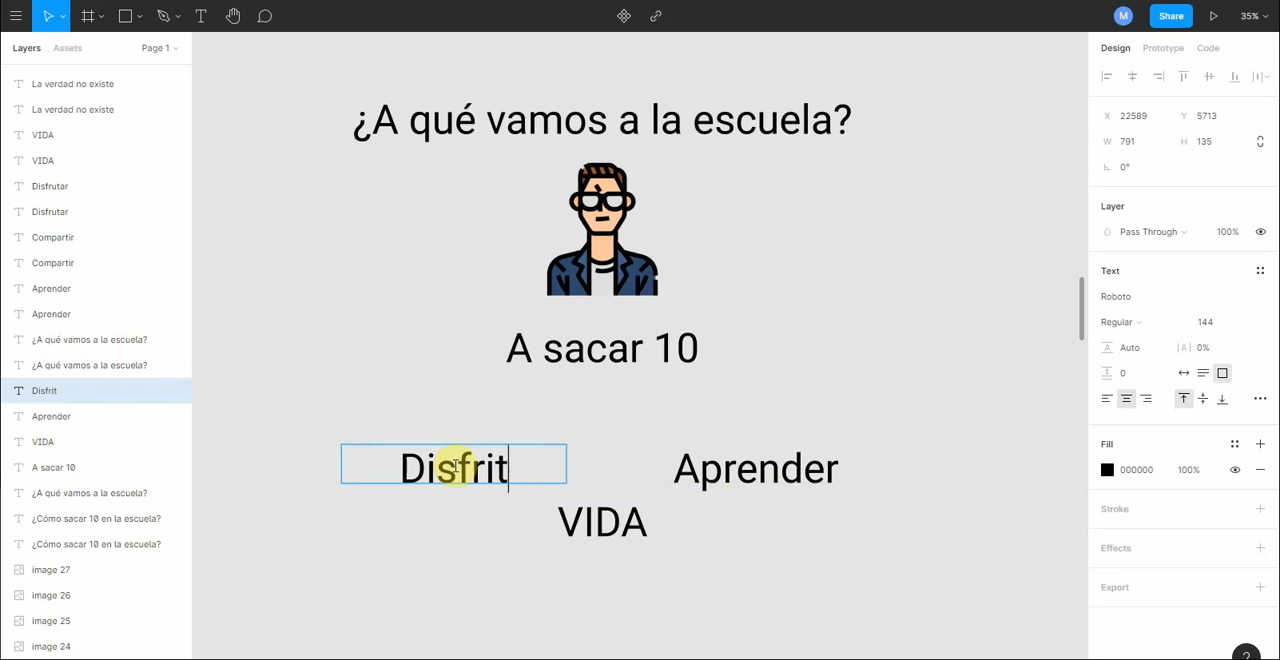 M
Share
35%
Layers
Assets
Page 1
Design
Prototype
Code
La verdad no existe
La verdad no existe
VIDA
VIDA
Disfrutar
Disfrutar
Compartir
Compartir
Aprender
Aprender
¿A qué vamos a la escuela?
¿A qué vamos a la escuela?
Disfrit
Aprender
VIDA
A sacar 10
¿A qué vamos a la escuela?
¿Cómo sacar 10 en la escuela?
¿Cómo sacar 10 en la escuela?
image 27
image 26
image 25
image 24
¿A qué vamos a la escuela?
A sacar 10
Disfrit
Aprender
VIDA
X 22589 Y 5713
W 791 H 135
0°
Layer
Pass Through 100%
Text
Roboto
Regular 144
A Auto |A| 0%
0
Fill
000000 100%
Stroke
Effects
Export
?